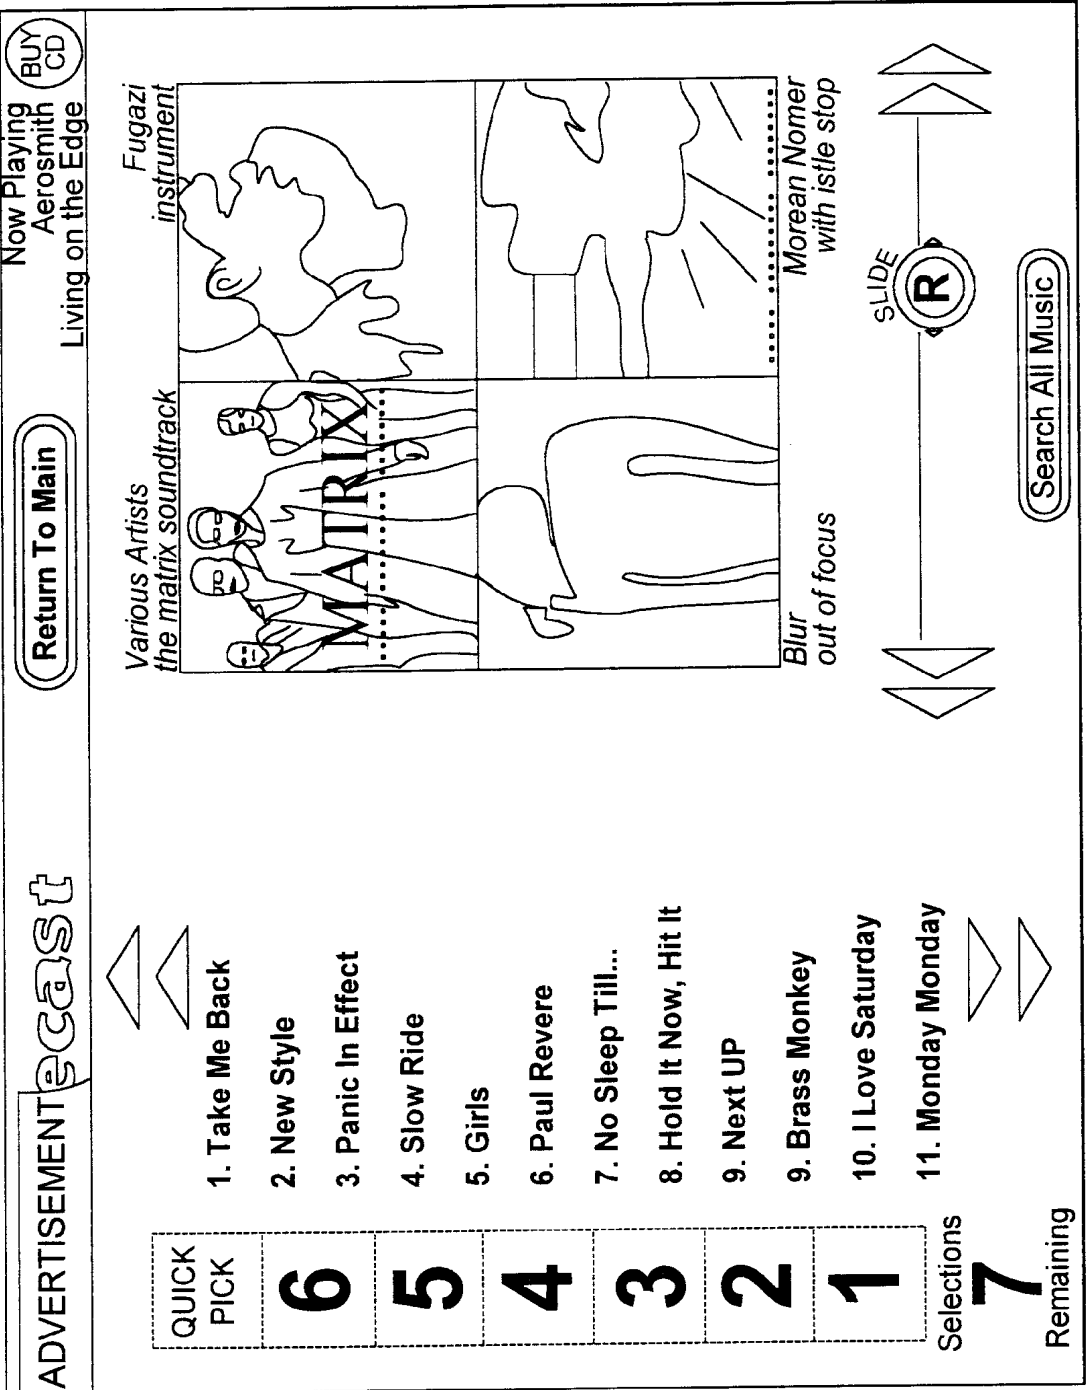 ADVERTISEMENT
ecast
Return To Main
Now Playing
Aerosmith
Living on the Edge
BUY
CD
QUICK
PICK
6
5
4
3
2
1
Selections
7
Remaining
1. Take Me Back
2. New Style
3. Panic In Effect
4. Slow Ride
5. Girls
6. Paul Revere
7. No Sleep Till...
8. Hold It Now, Hit It
9. Next UP
9. Brass Monkey
10. I Love Saturday
11. Monday Monday
Various Artists
the matrix soundtrack
MATRIX
Fugazi
instrument
Blur
out of focus
Morean Nomer
with istle stop
SLIDE
R
Search All Music